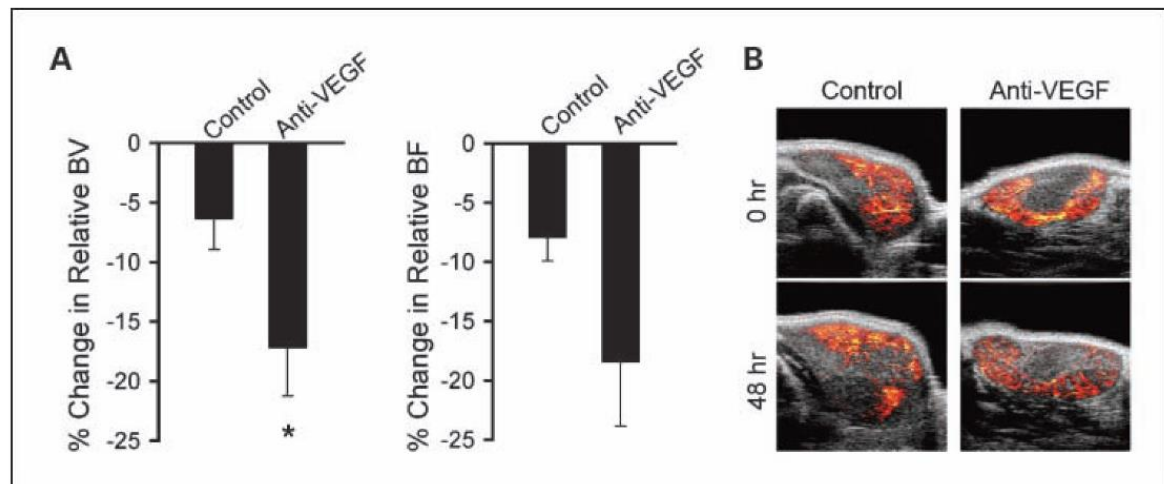 A
Control
Anti-VEGF
% Change in Relative BV
0
-5
-10
-15
-20
-25
*
Control
Anti-VEGF
% Change in Relative BF
0
-5
-10
-15
-20
-25
B
Control
Anti-VEGF
0 hr
48 hr